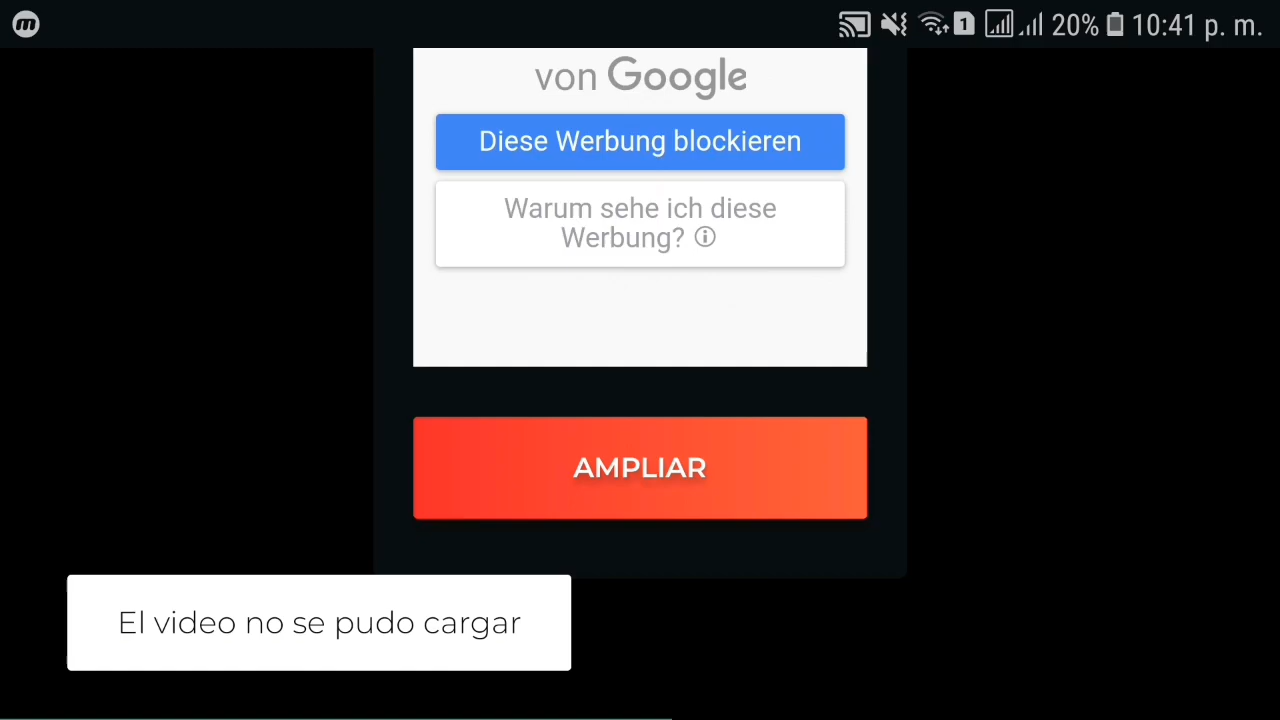 1 20% 10:41 p. m.
von Google
Diese Werbung blockieren
Warum sehe ich diese
Werbung?
AMPLIAR
El video no se pudo cargar